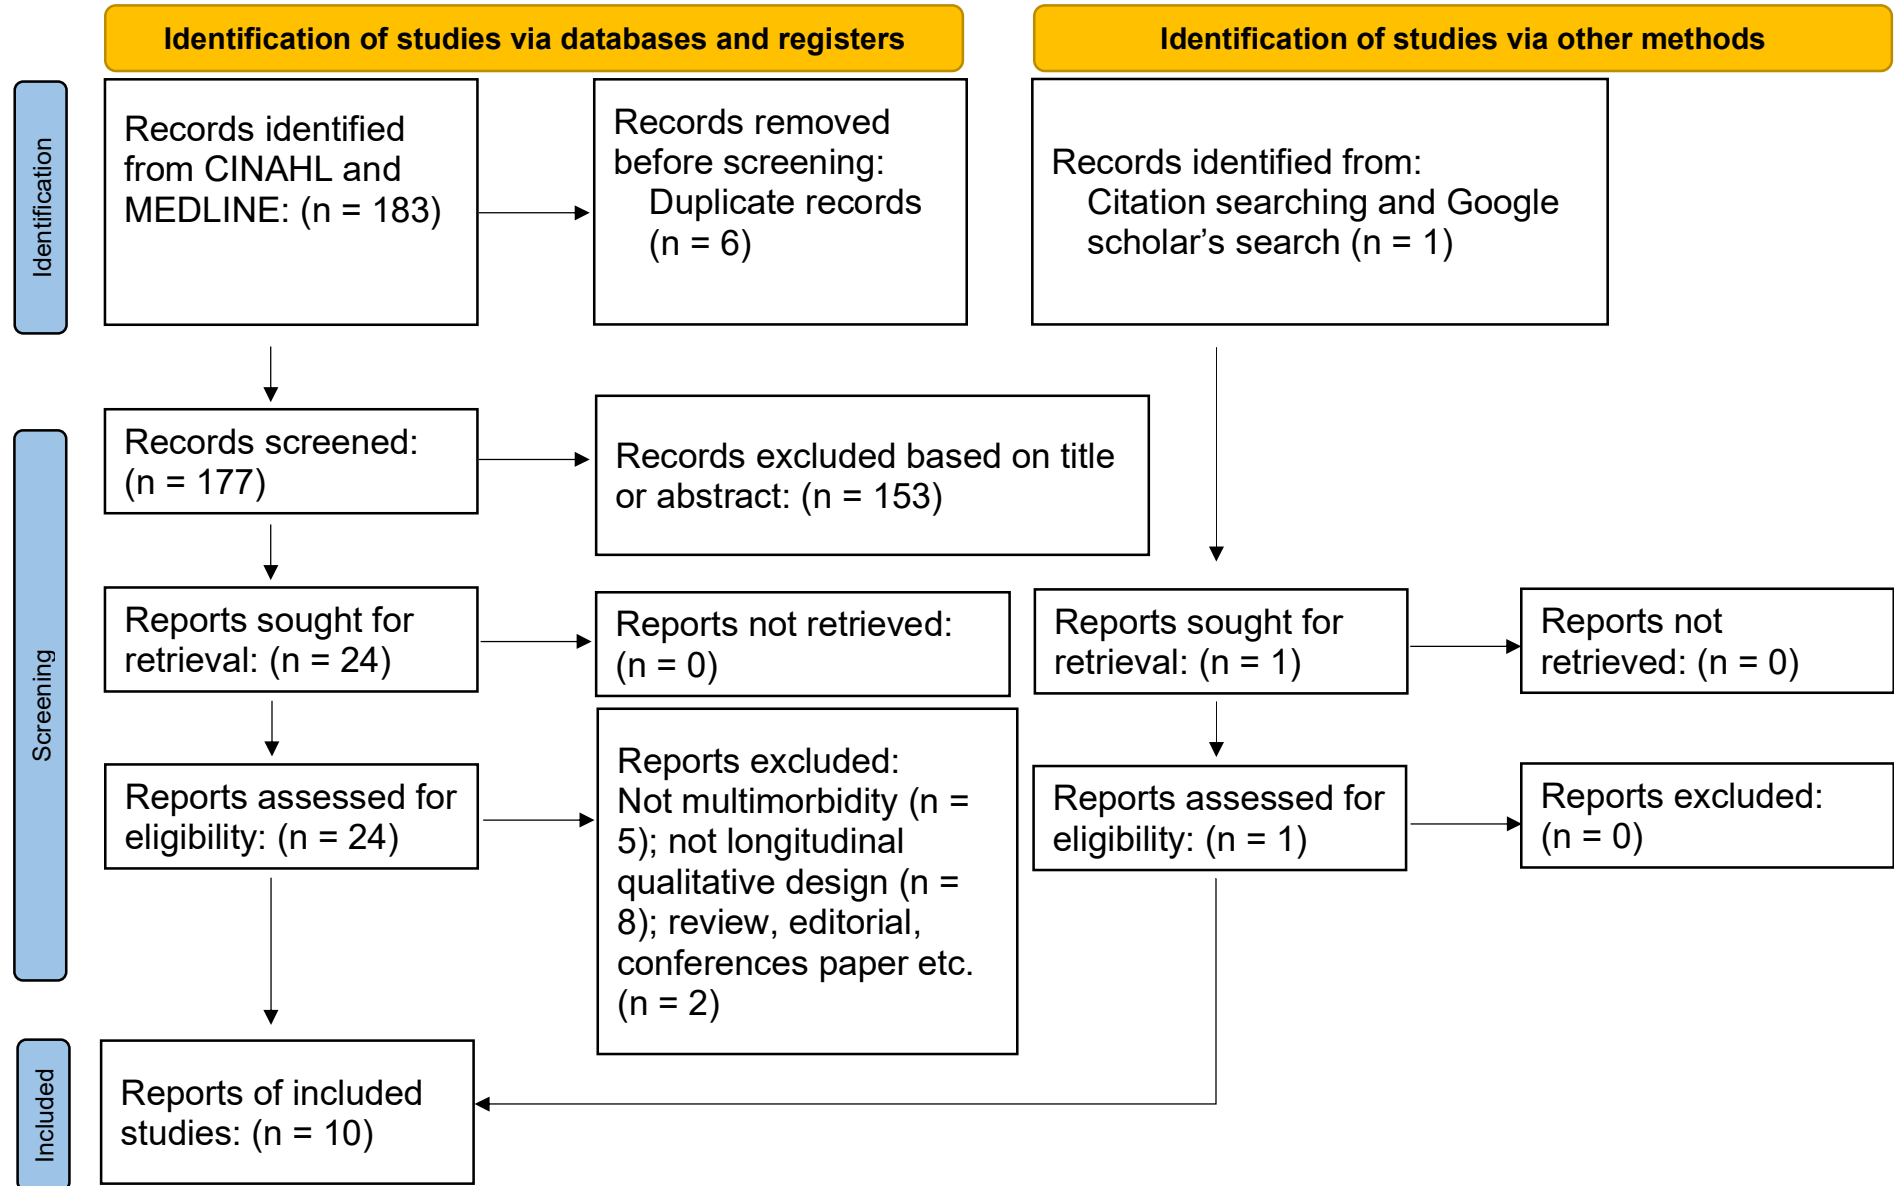 Identification of studies via databases and registers
Identification of studies via other methods
Identification
Records identified
from CINAHL and
MEDLINE: (n = 183)
Records removed
before screening:
Duplicate records
(n = 6)
Records identified from:
Citation searching and Google
scholar’s search (n = 1)
Screening
Records screened:
(n = 177)
Records excluded based on title
or abstract: (n = 153)
Reports sought for
retrieval: (n = 24)
Reports not retrieved:
(n = 0)
Reports sought for
retrieval: (n = 1)
Reports not
retrieved: (n = 0)
Reports assessed for
eligibility: (n = 24)
Reports excluded:
Not multimorbidity (n =
5); not longitudinal
qualitative design (n =
8); review, editorial,
conferences paper etc.
(n = 2)
Reports assessed for
eligibility: (n = 1)
Reports excluded:
(n = 0)
Included
Reports of included
studies: (n = 10)